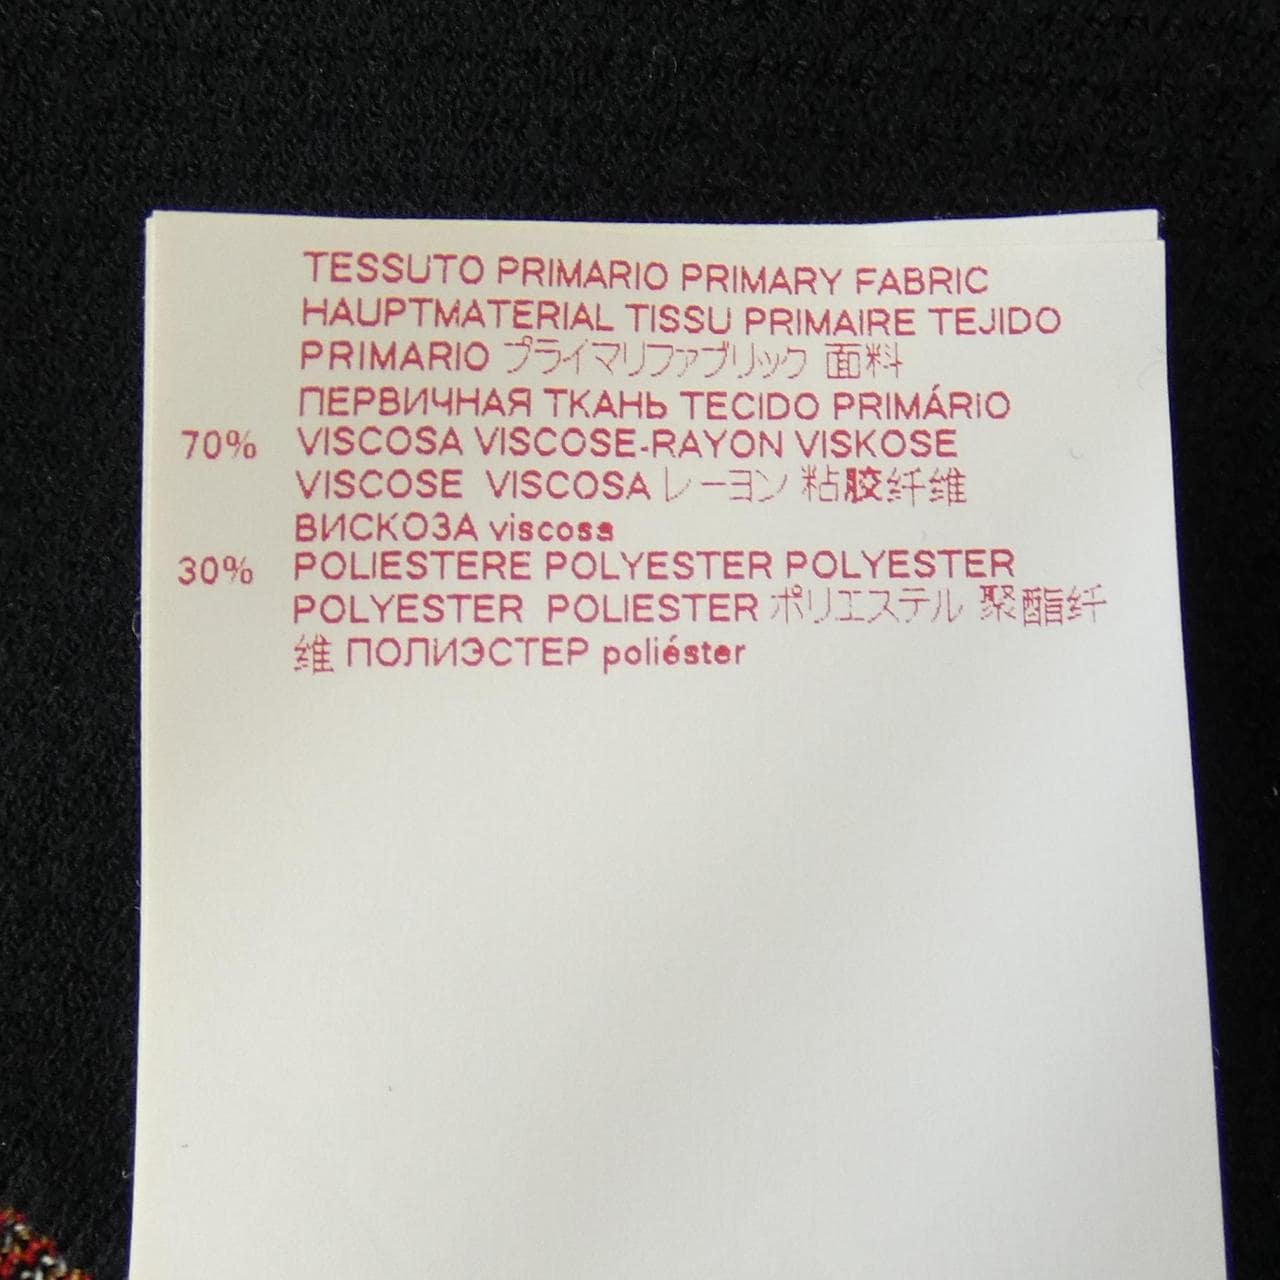 TESSUTO PRIMARIO PRIMARY FABRIC
HAUPTMATERIAL TISSU PRIMAIRE TEJIDO
PRIMARIO プライマリファブリック 面料
ПЕРВИЧНАЯ ТКАНЬ TECIDO PRIMÁRIO
70% VISCOSA VISCOSE-RAYON VISKOSE
VISCOSE VISCOSA レーヨン 粘胶纤维
ВИСКОЗА viscosa
30% POLIESTERE POLYESTER POLYESTER
POLYESTER POLIESTER ポリエステル 聚酯纤
维 ПОЛИЭСТЕР poliéster